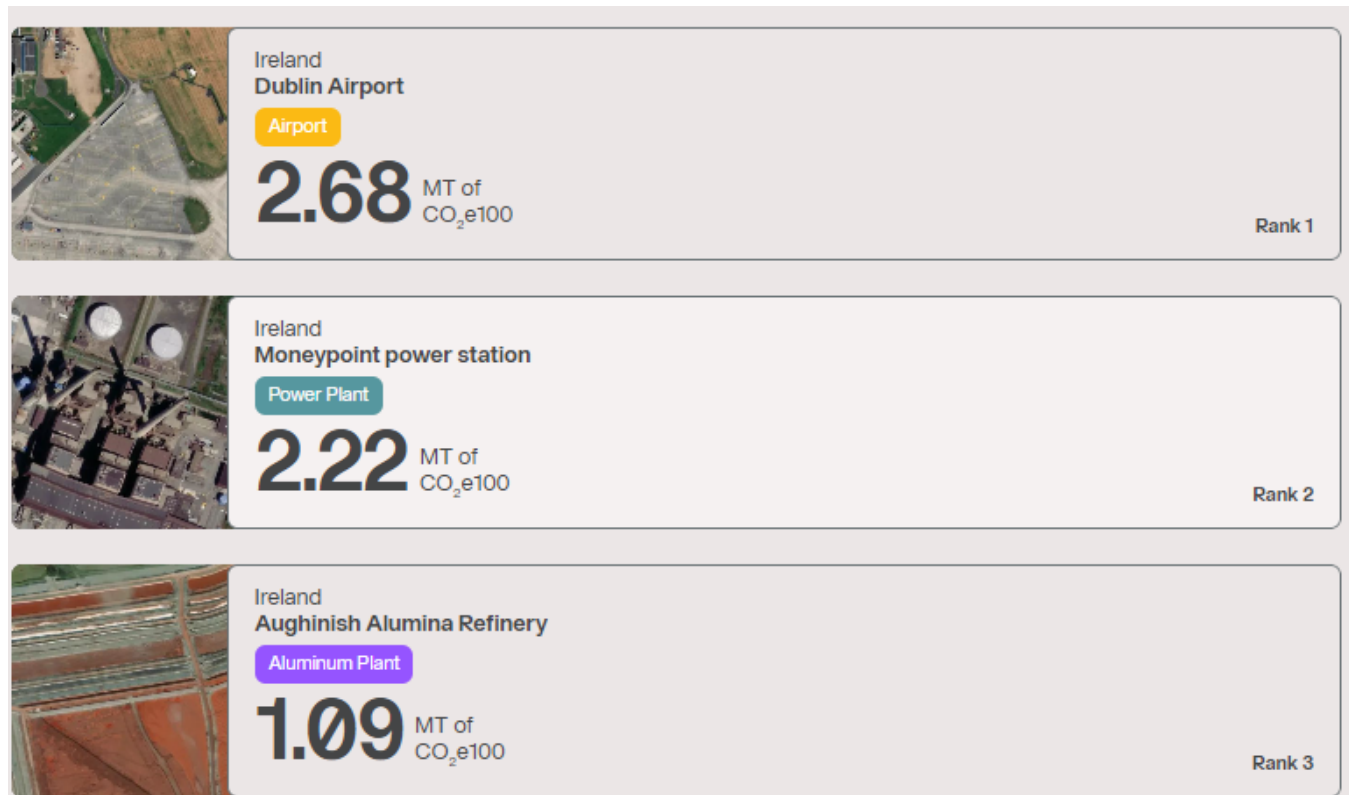 Ireland
Dublin Airport
Airport
2.68 MT of
CO₂e100
Rank 1
Ireland
Moneypoint power station
Power Plant
2.22 MT of
CO₂e100
Rank 2
Ireland
Aughinish Alumina Refinery
Aluminum Plant
1.09 MT of
CO₂e100
Rank 3